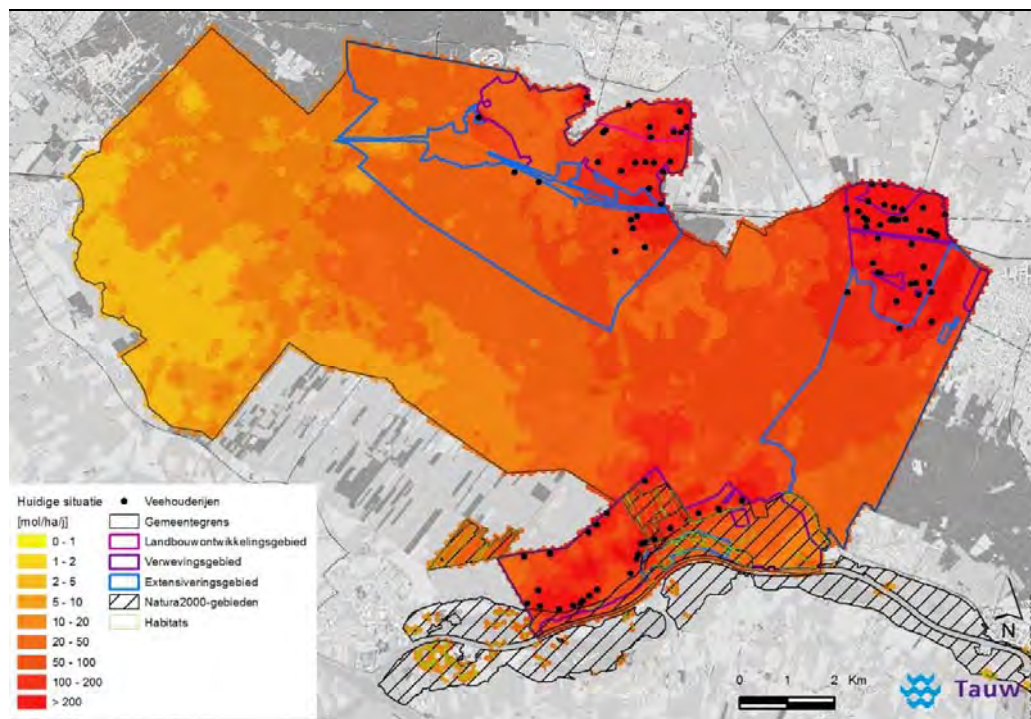 Huidige situatie
[mol/ha/j]
0 - 1
1 - 2
2 - 5
5 - 10
10 - 20
20 - 50
50 - 100
100 - 200
> 200
Veehouderijen
Gemeentegrens
Landbouwontwikkelingsgebied
Verwevingsgebied
Extensiveringsgebied
Natura2000-gebieden
Habitats
N
0 1 2 Km
Tauw